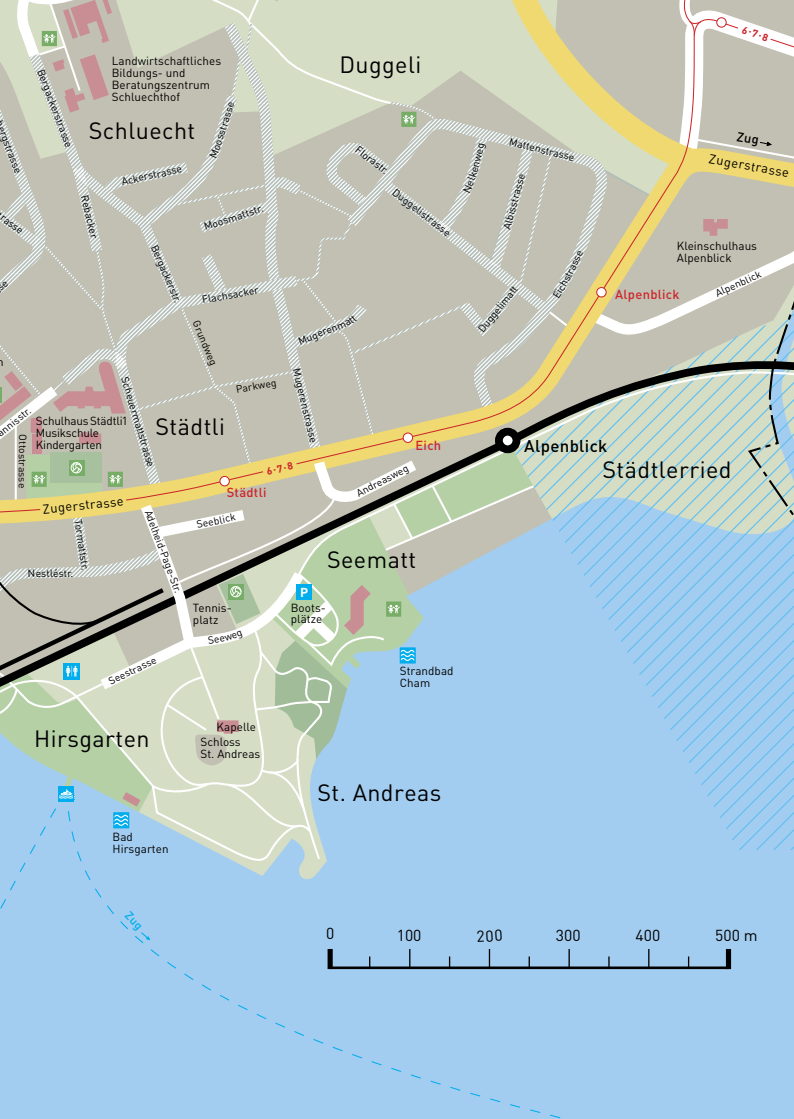 6·7·8
Landwirtschaftliches
Bildungs- und
Beratungszentrum
Schluechthof
Duggeli
Schluecht
Bergackerstrasse
Moosstrasse
Zug
Zugerstrasse
Mattenstrasse
Florastr.
Nelkenweg
Albisstrasse
Duggelistrasse
Ackerstrasse
Rebacker
Moosmattstr.
Bergackerstr.
Kleinschulhaus
Alpenblick
Alpenblick
Alpenblick
Eichstrasse
Duggelimatt
Flachsacker
Mugerenmatt
Grundweg
Parkweg
Mugerenstrasse
Scheuermattstrasse
Städtli
Schulhaus Städtli1
Musikschule
Kindergarten
Ottostrasse
Eich
Alpenblick
Städtlerried
6·7·8
Städtli
Andreasweg
Zugerstrasse
Seeblick
Adelheid-Page-Str.
Tormattstr.
Nestléstr.
Seematt
P
Tennis-
platz
Boots-
plätze
Seeweg
Seestrasse
Strandbad
Cham
Kapelle
Schloss
St. Andreas
Hirsgarten
St. Andreas
Bad
Hirsgarten
Zug
0 100 200 300 400 500 m